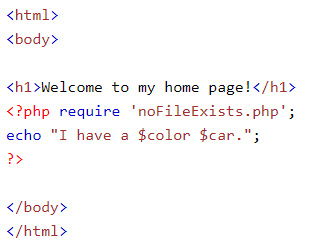 <html>
<body>
<h1>Welcome to my home page!</h1>
<?php require 'noFileExists.php';
echo "I have a $color $car.";
?>
</body>
</html>